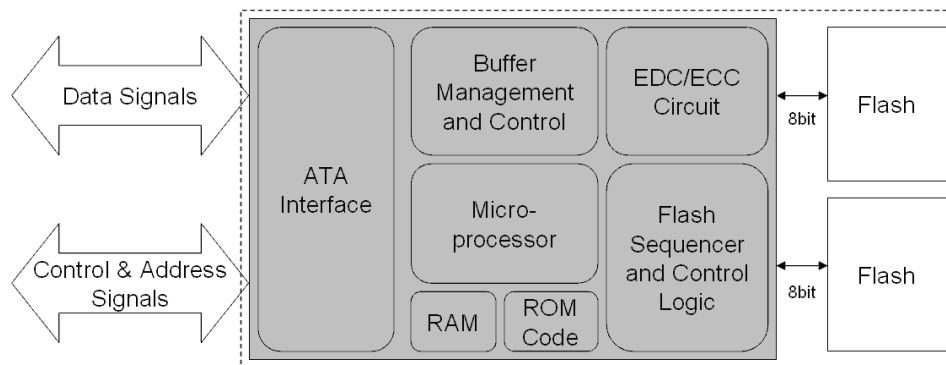 Data Signals
Control & Address
Signals
ATA
Interface
Buffer
Management
and Control
Micro-
processor
RAM
ROM
Code
EDC/ECC
Circuit
Flash
Sequencer
and Control
Logic
8bit
Flash
8bit
Flash